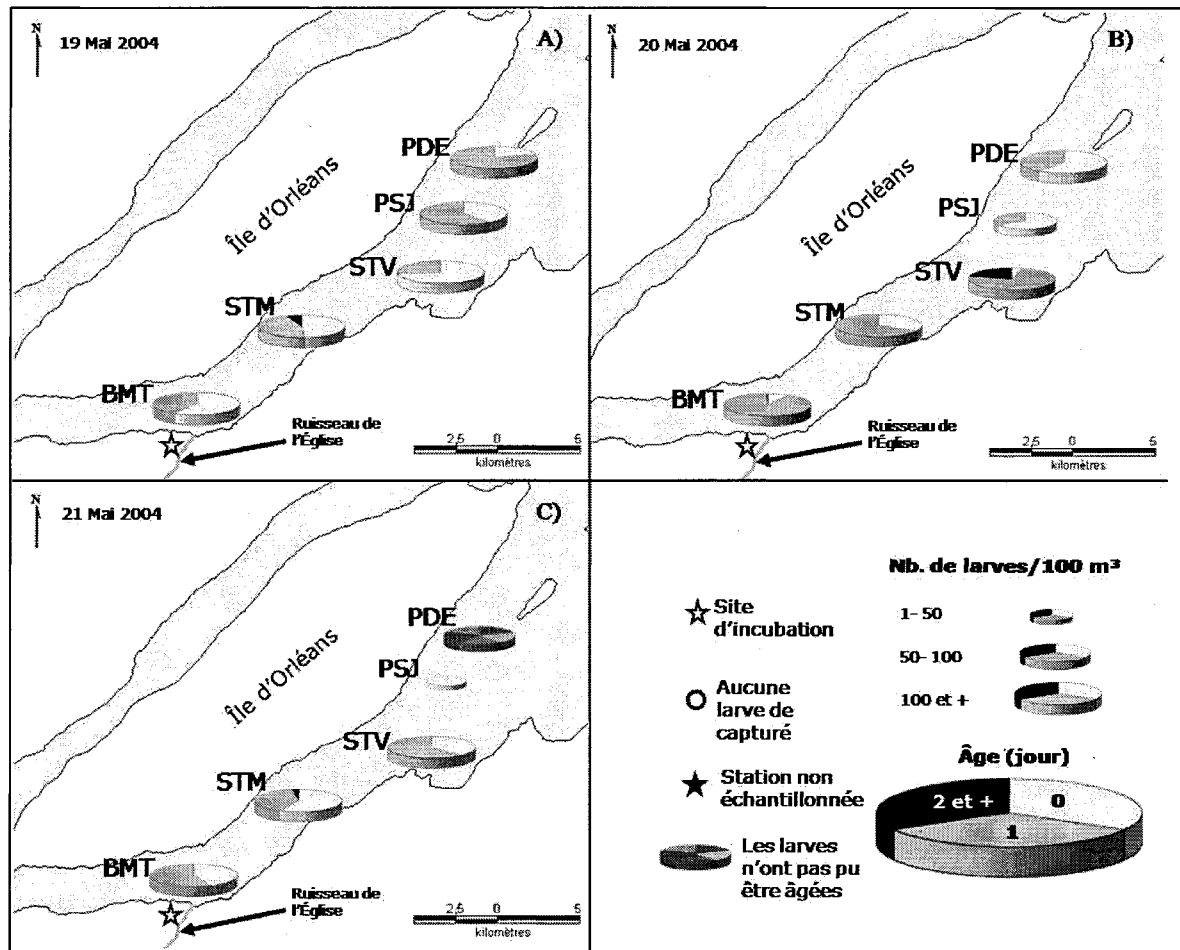 N
19 Mai 2004
A)
PDE
PSJ
STV
STM
BMT
Île d'Orléans
Ruisseau de
l'Église
2,5 0 5
kilomètres
20 Mai 2004
B)
PDE
PSJ
STV
STM
BMT
Île d'Orléans
Ruisseau de
l'Église
2,5 0 5
kilomètres
N
21 Mai 2004
C)
PDE
PSJ
STV
STM
BMT
Île d'Orléans
Ruisseau de
l'Église
2,5 0 5
kilomètres
Nb. de larves/100 m³
1- 50
50- 100
100 et +
Site
d'incubation
Aucune
larve de
capturé
Station non
échantillonnée
Les larves
n'ont pas pu
être âgées
Âge (jour)
2 et +
0
1